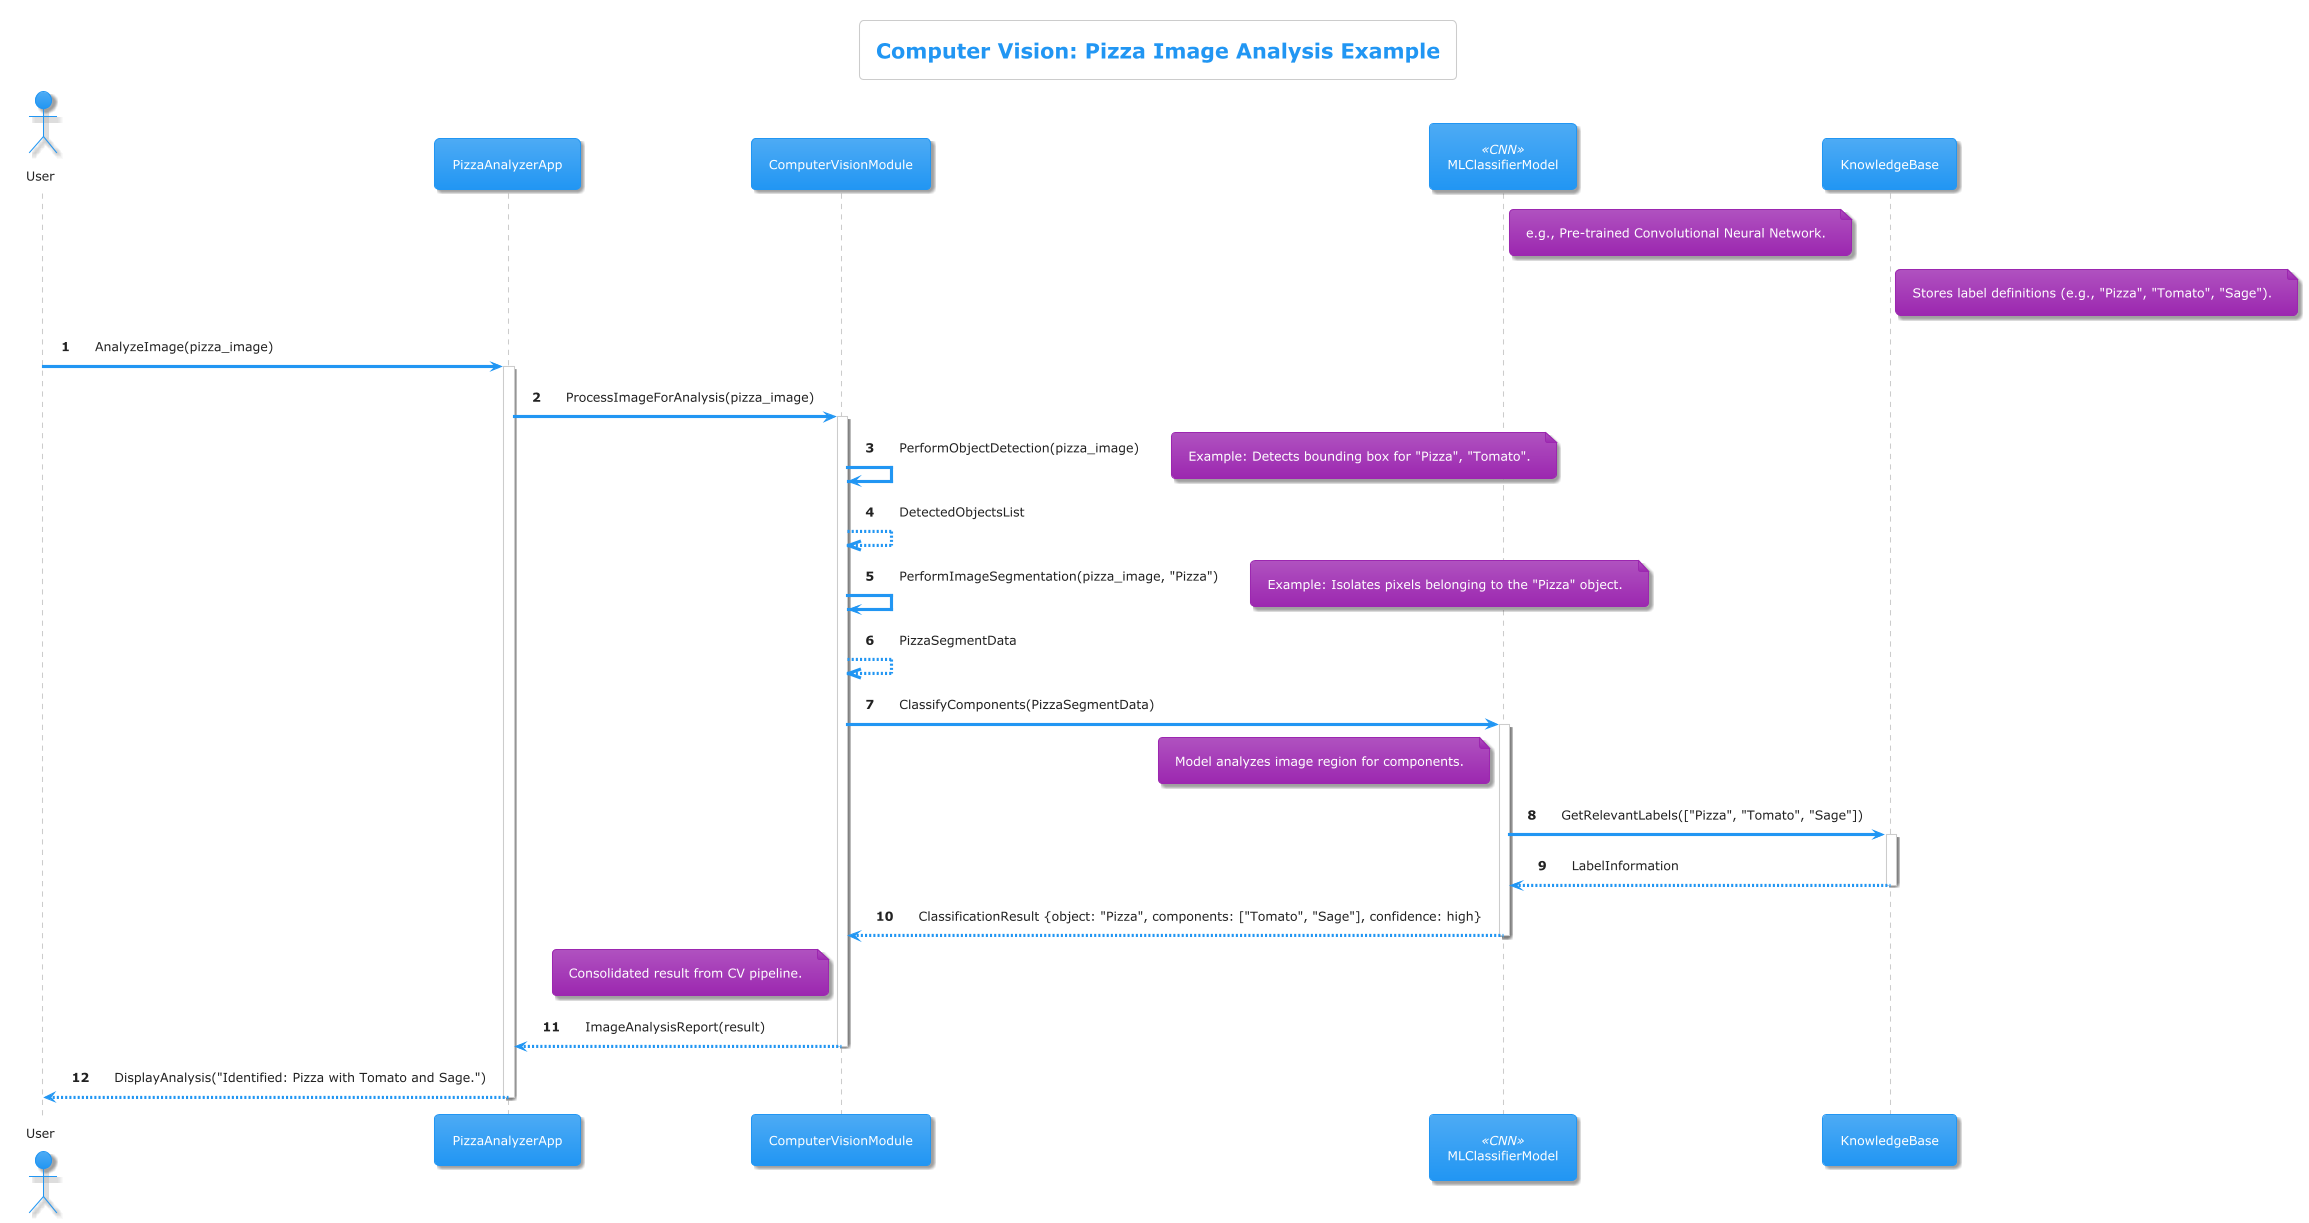 Computer Vision: Pizza Image Analysis Example
User
PizzaAnalyzerApp
ComputerVisionModule
«CNN»
MLClassifierModel
KnowledgeBase
e.g., Pre-trained Convolutional Neural Network.
Stores label definitions (e.g., "Pizza", "Tomato", "Sage").
1 AnalyzeImage(pizza_image)
2 ProcessImageForAnalysis(pizza_image)
3 PerformObjectDetection(pizza_image)
Example: Detects bounding box for "Pizza", "Tomato".
4 DetectedObjectsList
5 PerformImageSegmentation(pizza_image, "Pizza")
Example: Isolates pixels belonging to the "Pizza" object.
6 PizzaSegmentData
7 ClassifyComponents(PizzaSegmentData)
Model analyzes image region for components.
8 GetRelevantLabels(["Pizza", "Tomato", "Sage"])
9 LabelInformation
10 ClassificationResult {object: "Pizza", components: ["Tomato", "Sage"], confidence: high}
Consolidated result from CV pipeline.
11 ImageAnalysisReport(result)
12 DisplayAnalysis("Identified: Pizza with Tomato and Sage.")
User
PizzaAnalyzerApp
ComputerVisionModule
«CNN»
MLClassifierModel
KnowledgeBase